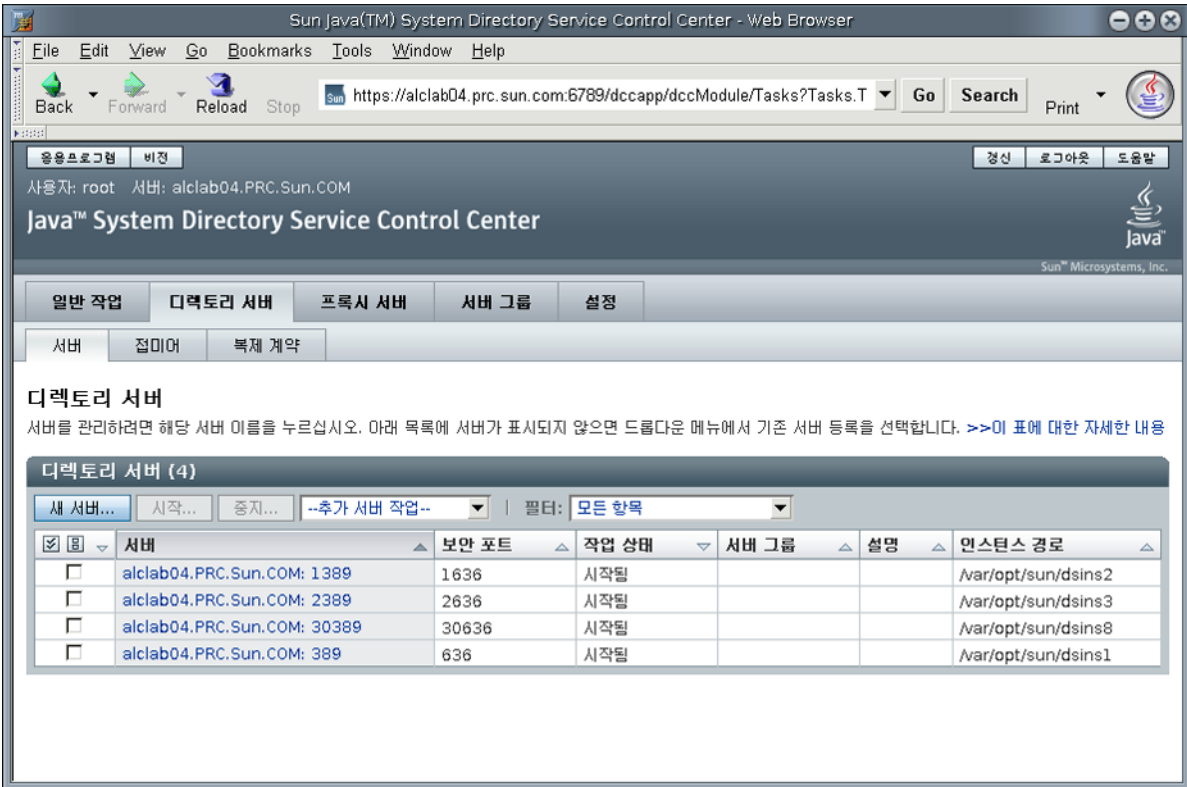 Sun Java(TM) System Directory Service Control Center - Web Browser
File Edit View Go Bookmarks Tools Window Help
Back Forward Reload Stop Sun https://alclab04.prc.sun.com:6789/dccapp/dccModule/Tasks?Tasks.T Go Search Print
응용프로그램 버전 갱신 로그아웃 도움말
사용자: root 서버: alclab04.PRC.Sun.COM
Java™ System Directory Service Control Center
Java™
Sun™ Microsystems, Inc.
일반 작업 디렉토리 서버 프록시 서버 서버 그룹 설정
서버 접미어 복제 계약
디렉토리 서버
서버를 관리하려면 해당 서버 이름을 누르십시오. 아래 목록에 서버가 표시되지 않으면 드롭다운 메뉴에서 기존 서버 등록을 선택합니다. >>이 표에 대한 자세한 내용
디렉토리 서버 (4)
새 서버... 시작... 중지... --추가 서버 작업-- | 필터: 모든 항목
서버 보안 포트 작업 상태 서버 그룹 설명 인스턴스 경로
alclab04.PRC.Sun.COM: 1389 1636 시작됨 /var/opt/sun/dsins2
alclab04.PRC.Sun.COM: 2389 2636 시작됨 /var/opt/sun/dsins3
alclab04.PRC.Sun.COM: 30389 30636 시작됨 /var/opt/sun/dsins8
alclab04.PRC.Sun.COM: 389 636 시작됨 /var/opt/sun/dsins1